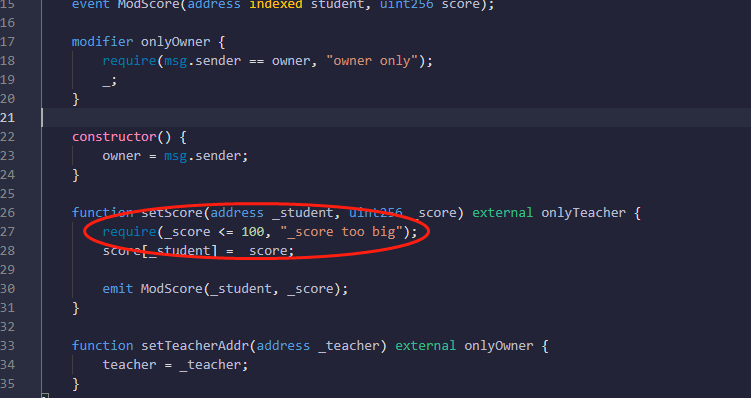 15 event ModScore(address indexed student, uint256 score);
16
17 modifier onlyOwner {
18 require(msg.sender == owner, "owner only");
19 _;
20 }
21
22 constructor() {
23 owner = msg.sender;
24 }
25
26 function setScore(address _student, uint256 _score) external onlyTeacher {
27 require(_score <= 100, "_score too big");
28 score[_student] = _score;
29
30 emit ModScore(_student, _score);
31 }
32
33 function setTeacherAddr(address _teacher) external onlyOwner {
34 teacher = _teacher;
35 }